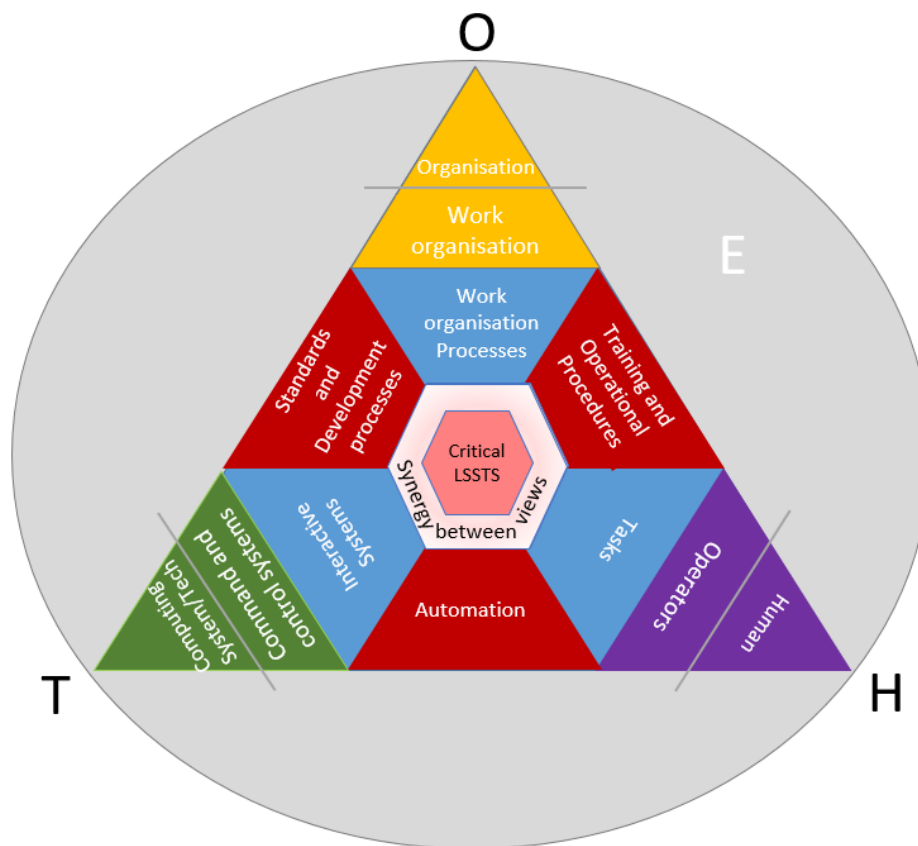 O
Organisation
Work
organisation
E
Work
organisation
Processes
Standards
and
Development
processes
Training and
Operational
Procedures
Critical
LSSTS
Synergy
between
views
Interactive
Systems
Tasks
Automation
Command and
control systems
Computing
System/Tech
Operators
Human
T
H